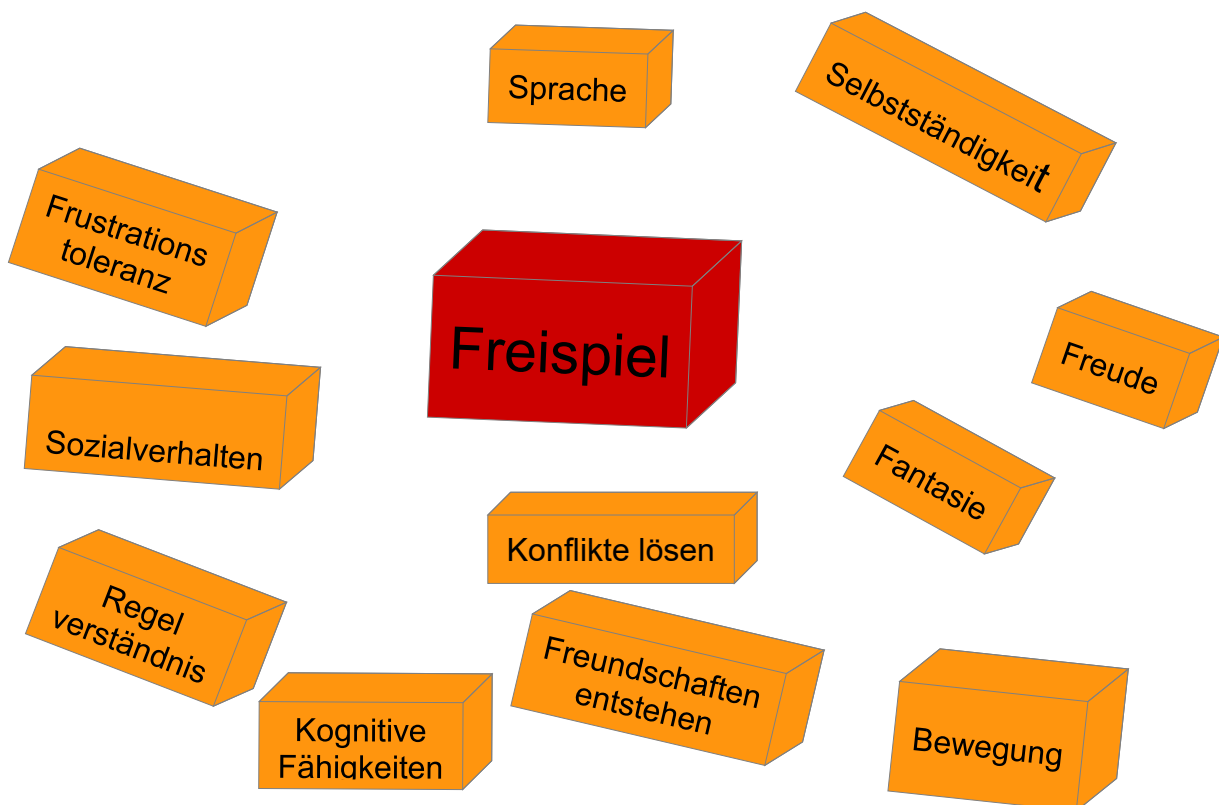 Sprache
Selbstständigkeit
Frustrations
toleranz
Freispiel
Freude
Sozialverhalten
Fantasie
Konflikte lösen
Regel
verständnis
Freundschaften
entstehen
Kognitive
Fähigkeiten
Bewegung